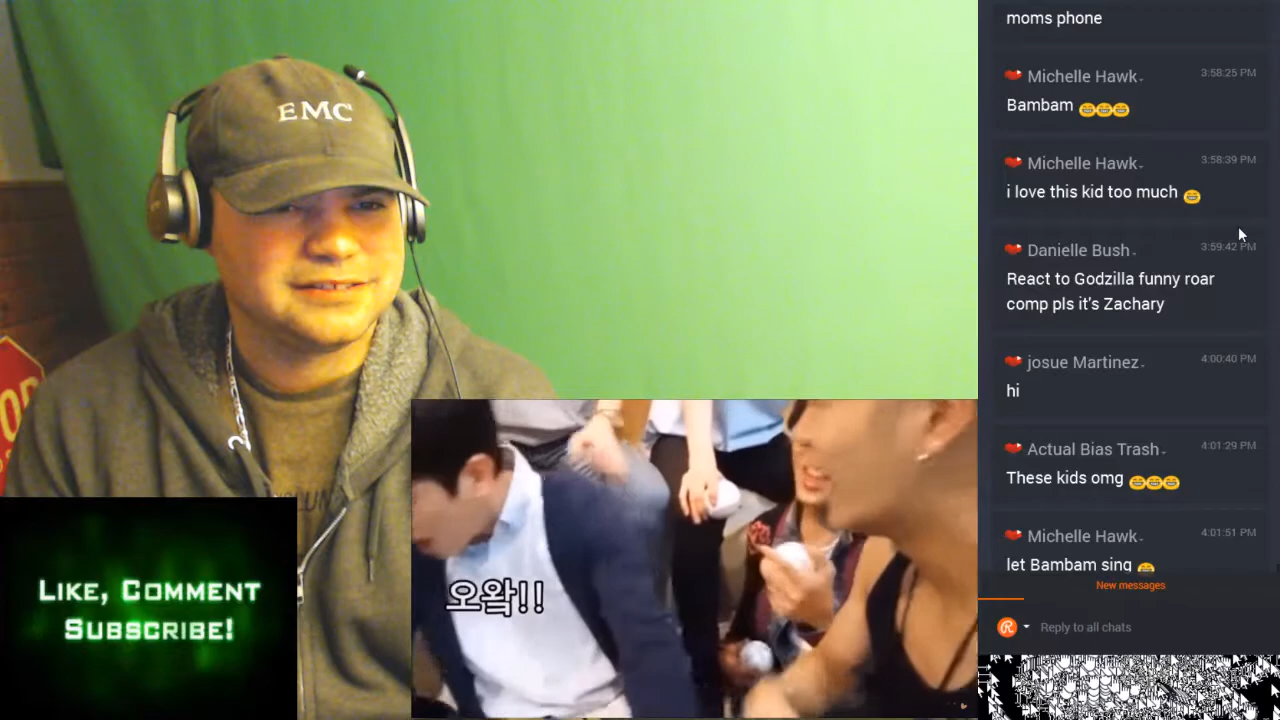 EMC
오왘!!
LIKE, COMMENT
SUBSCRIBE!
moms phone
Michelle Hawk
3:58:25 PM
Bambam 😂😂😂
Michelle Hawk
3:58:39 PM
i love this kid too much 😂
Danielle Bush
3:59:42 PM
React to Godzilla funny roar
comp pls it's Zachary
josue Martinez
4:00:40 PM
hi
Actual Bias Trash
4:01:29 PM
These kids omg 😂😂😂
Michelle Hawk
4:01:51 PM
let Bambam sing 😂
New messages
Reply to all chats